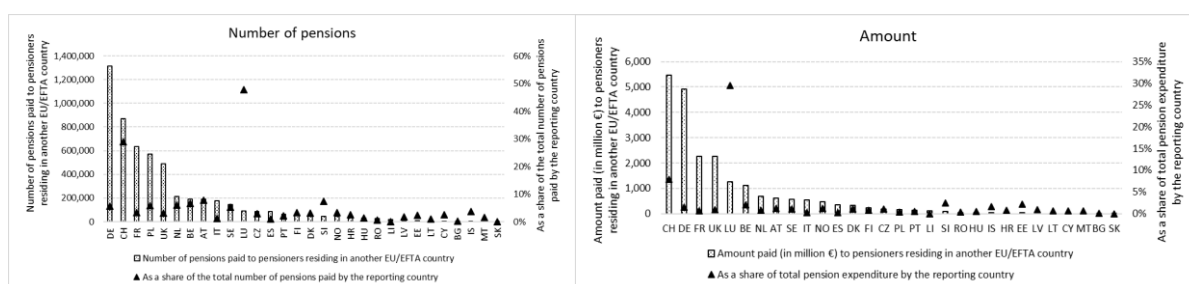 Number of pensions
Number of pensions paid to pensioners
residing in another EU/EFTA country
1,400,000
1,200,000
1,000,000
800,000
600,000
400,000
200,000
0
60%
50%
40%
30%
20%
10%
0%
As a share of the total number of pensions
paid by the reporting country
DE CH FR PL UK NL BE AT IT SE LU CZ ES PT FI DK SI NO HR HU RO LI LV EE LT CY BG IS MT SK
Number of pensions paid to pensioners residing in another EU/EFTA country
As a share of the total number of pensions paid by the reporting country
Amount
Amount paid (in million €) to pensioners
residing in another EU/EFTA country
6,000
5,000
4,000
3,000
2,000
1,000
0
35%
30%
25%
20%
15%
10%
5%
0%
As a share of total pension expenditure
by the reporting country
CH DE FR UK LU BE NL AT SE IT NO ES DK FI CZ PL PT LI SI RO HU IS HR EE LV LT CY MT BG SK
Amount paid (in million €) to pensioners residing in another EU/EFTA country
As a share of total pension expenditure by the reporting country